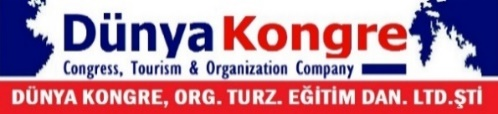 Dünya Kongre
Congress, Tourism & Organization Company
DÜNYA KONGRE, ORG. TURZ. EĞİTİM DAN. LTD.ŞTİ